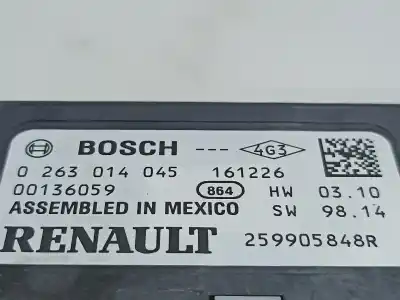 BOSCH --- 4G3
0 263 014 045 161226
00136059 864 HW 03.10
ASSEMBLED IN MEXICO SW 98.14
RENAULT 259905848R